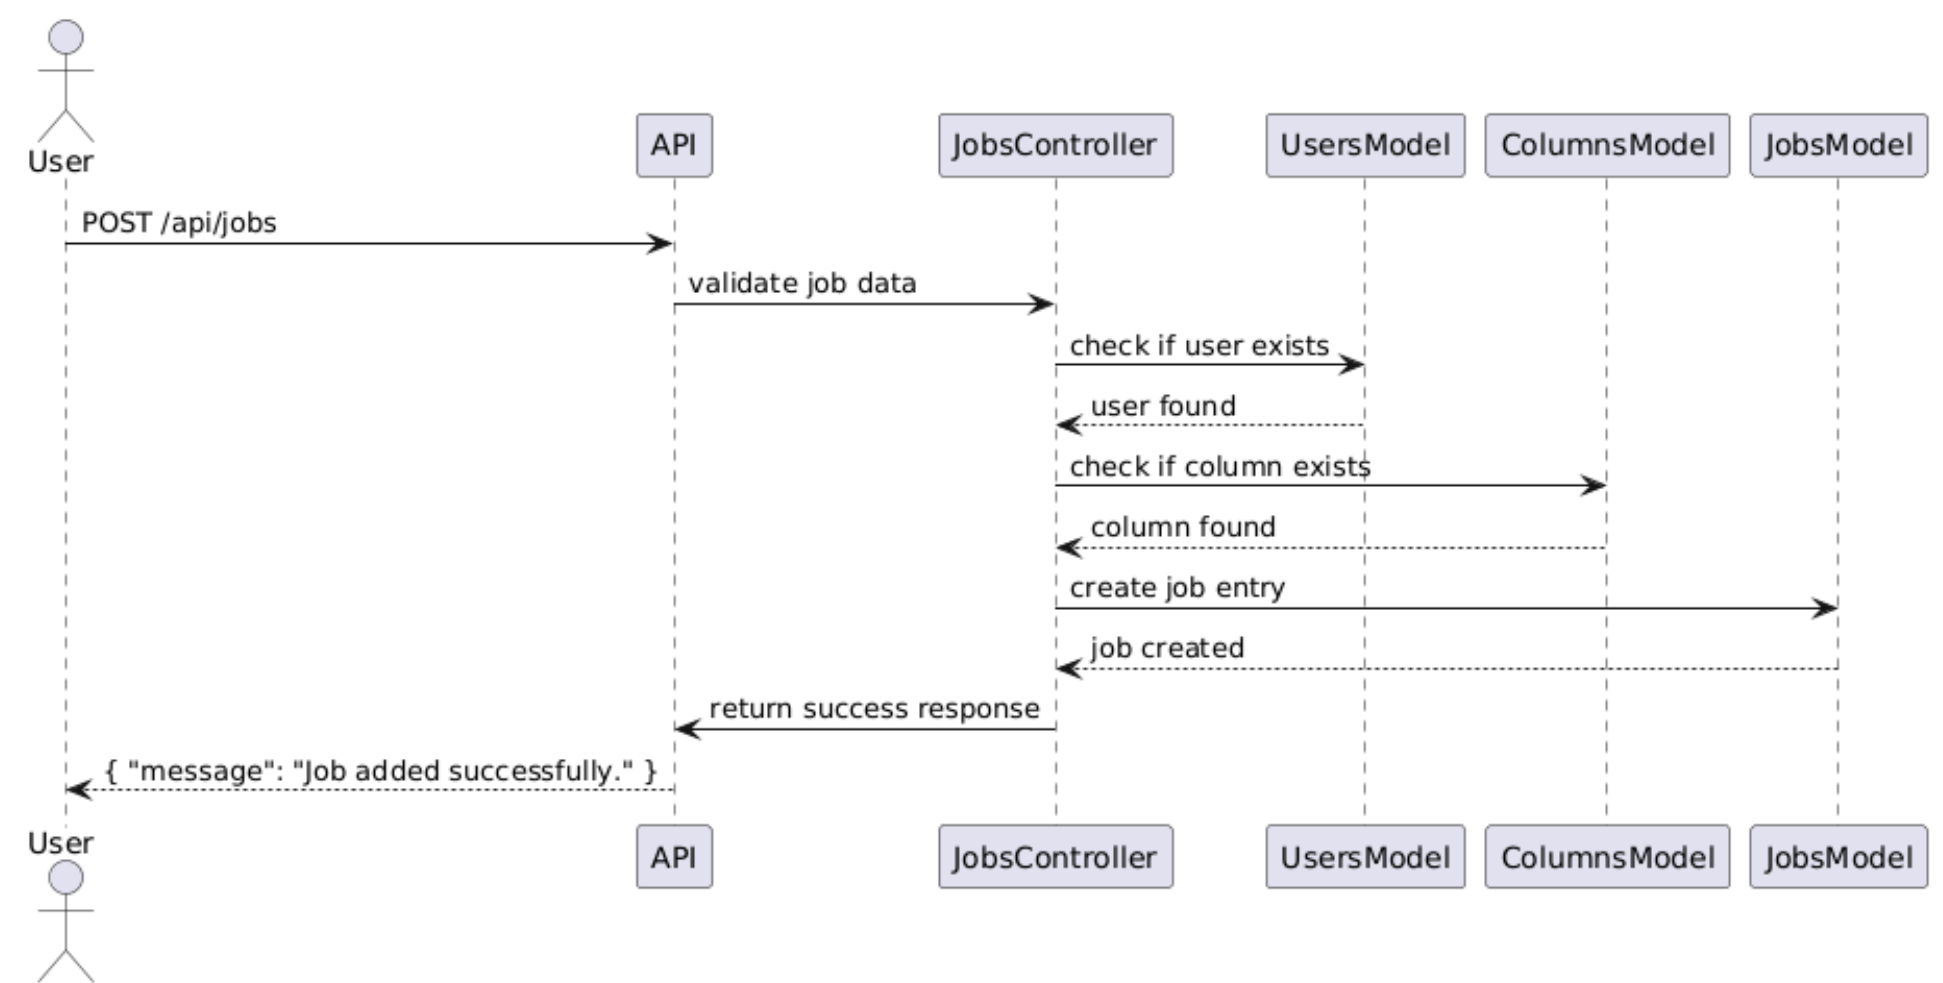 User
API
JobsController
UsersModel
ColumnsModel
JobsModel
POST /api/jobs
validate job data
check if user exists
user found
check if column exists
column found
create job entry
job created
return success response
{ "message": "Job added successfully." }
User
API
JobsController
UsersModel
ColumnsModel
JobsModel